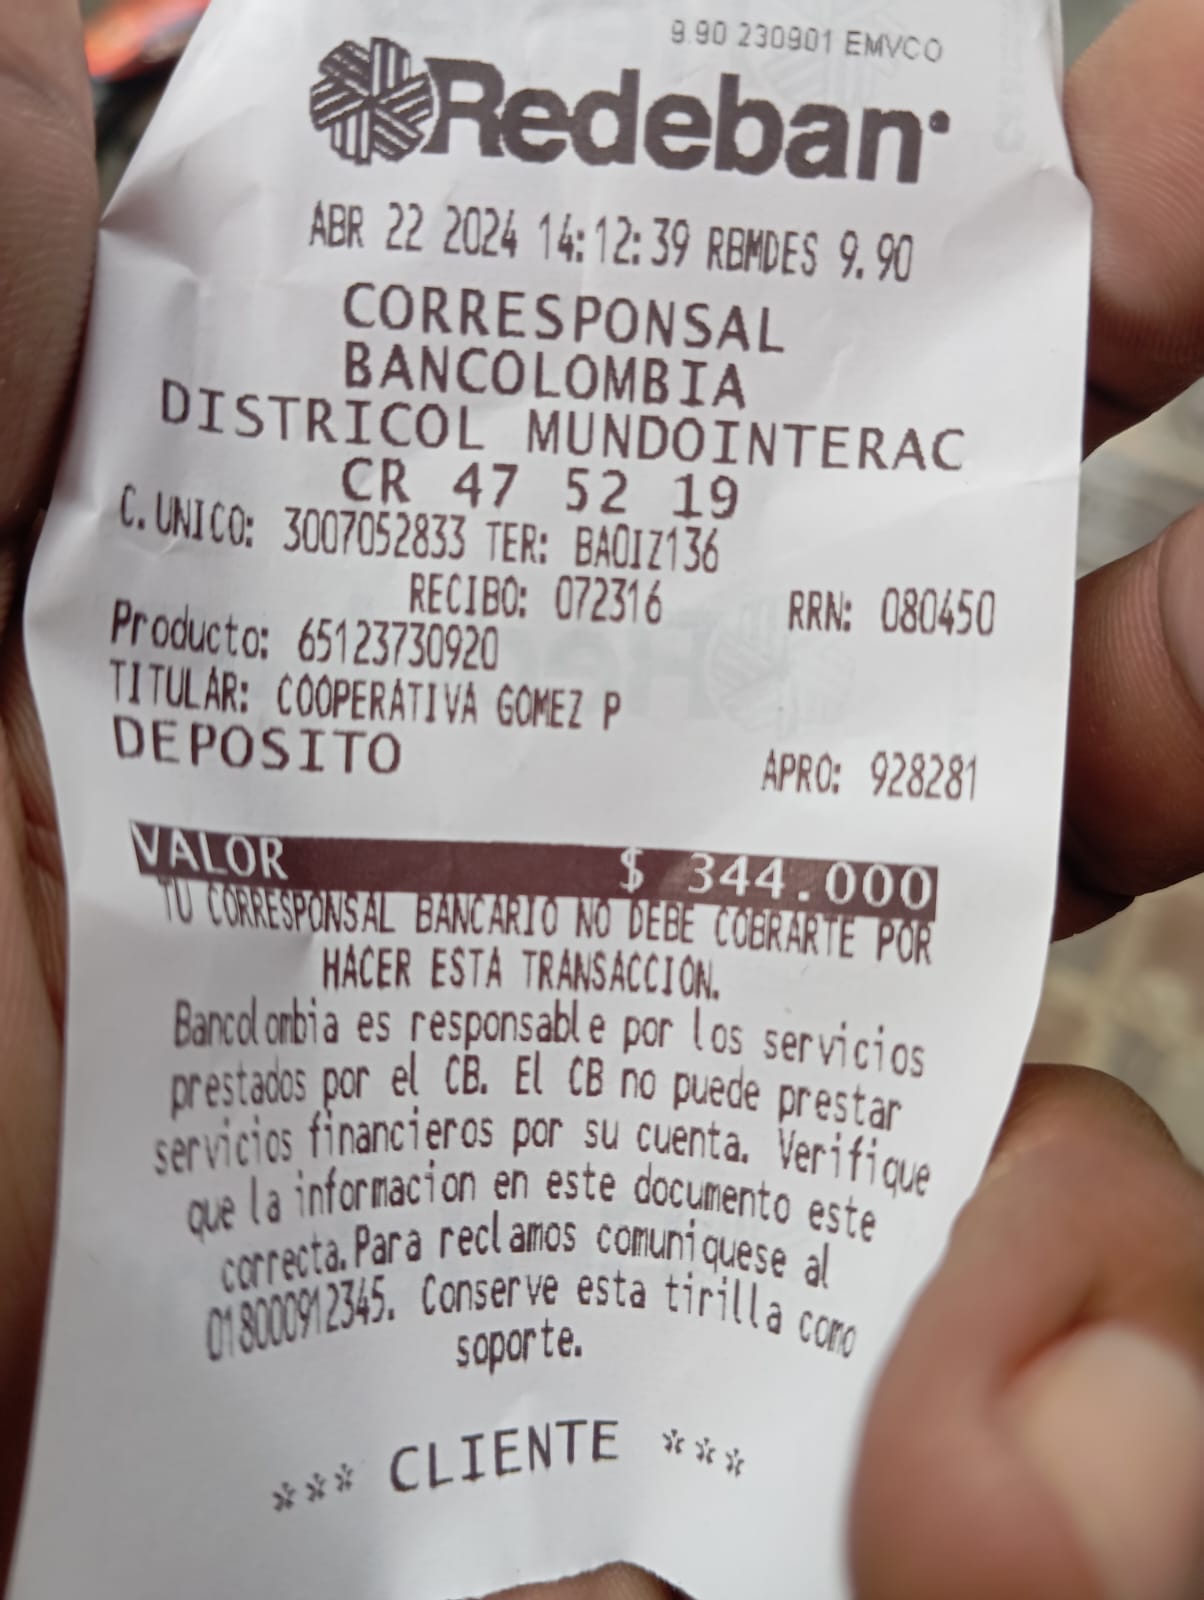 9.90 230901 EMVCO
Redeban
ABR 22 2024 14:12:39 RBMDES 9.90
CORRESPONSAL
BANCOLOMBIA
DISTRICOL MUNDOINTERAC
CR 47 52 19
C. UNICO: 3007052833 TER: BAOIZ136
RECIBO: 072316 RRN: 080450
Producto: 65123730920
TITULAR: COOPERATIVA GOMEZ P
DEPOSITO APRO: 928281
VALOR $ 344.000
TU CORRESPONSAL BANCARIO NO DEBE COBRARTE POR
HACER ESTA TRANSACCION.
Bancolombia es responsable por los servicios
prestados por el CB. El CB no puede prestar
servicios financieros por su cuenta. Verifique
que la informacion en este documento este
correcta. Para reclamos comuniquese al
018000912345. Conserve esta tirilla como
soporte.
*** CLIENTE ***